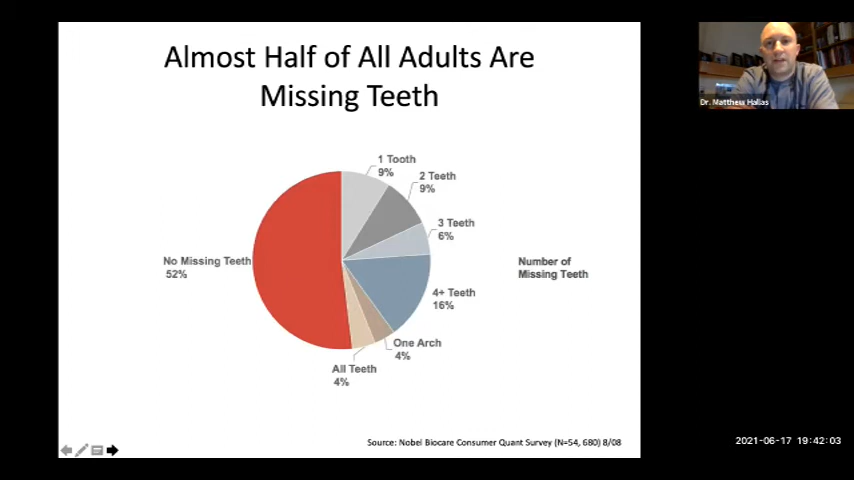 Almost Half of All Adults Are
Missing Teeth
1 Tooth
9%
2 Teeth
9%
3 Teeth
6%
No Missing Teeth
52%
Number of
Missing Teeth
4+ Teeth
16%
One Arch
4%
All Teeth
4%
Source: Nobel Biocare Consumer Quant Survey (N=54, 680) 8/08
Dr. Matthew Hallas
2021-06-17 19:42:03